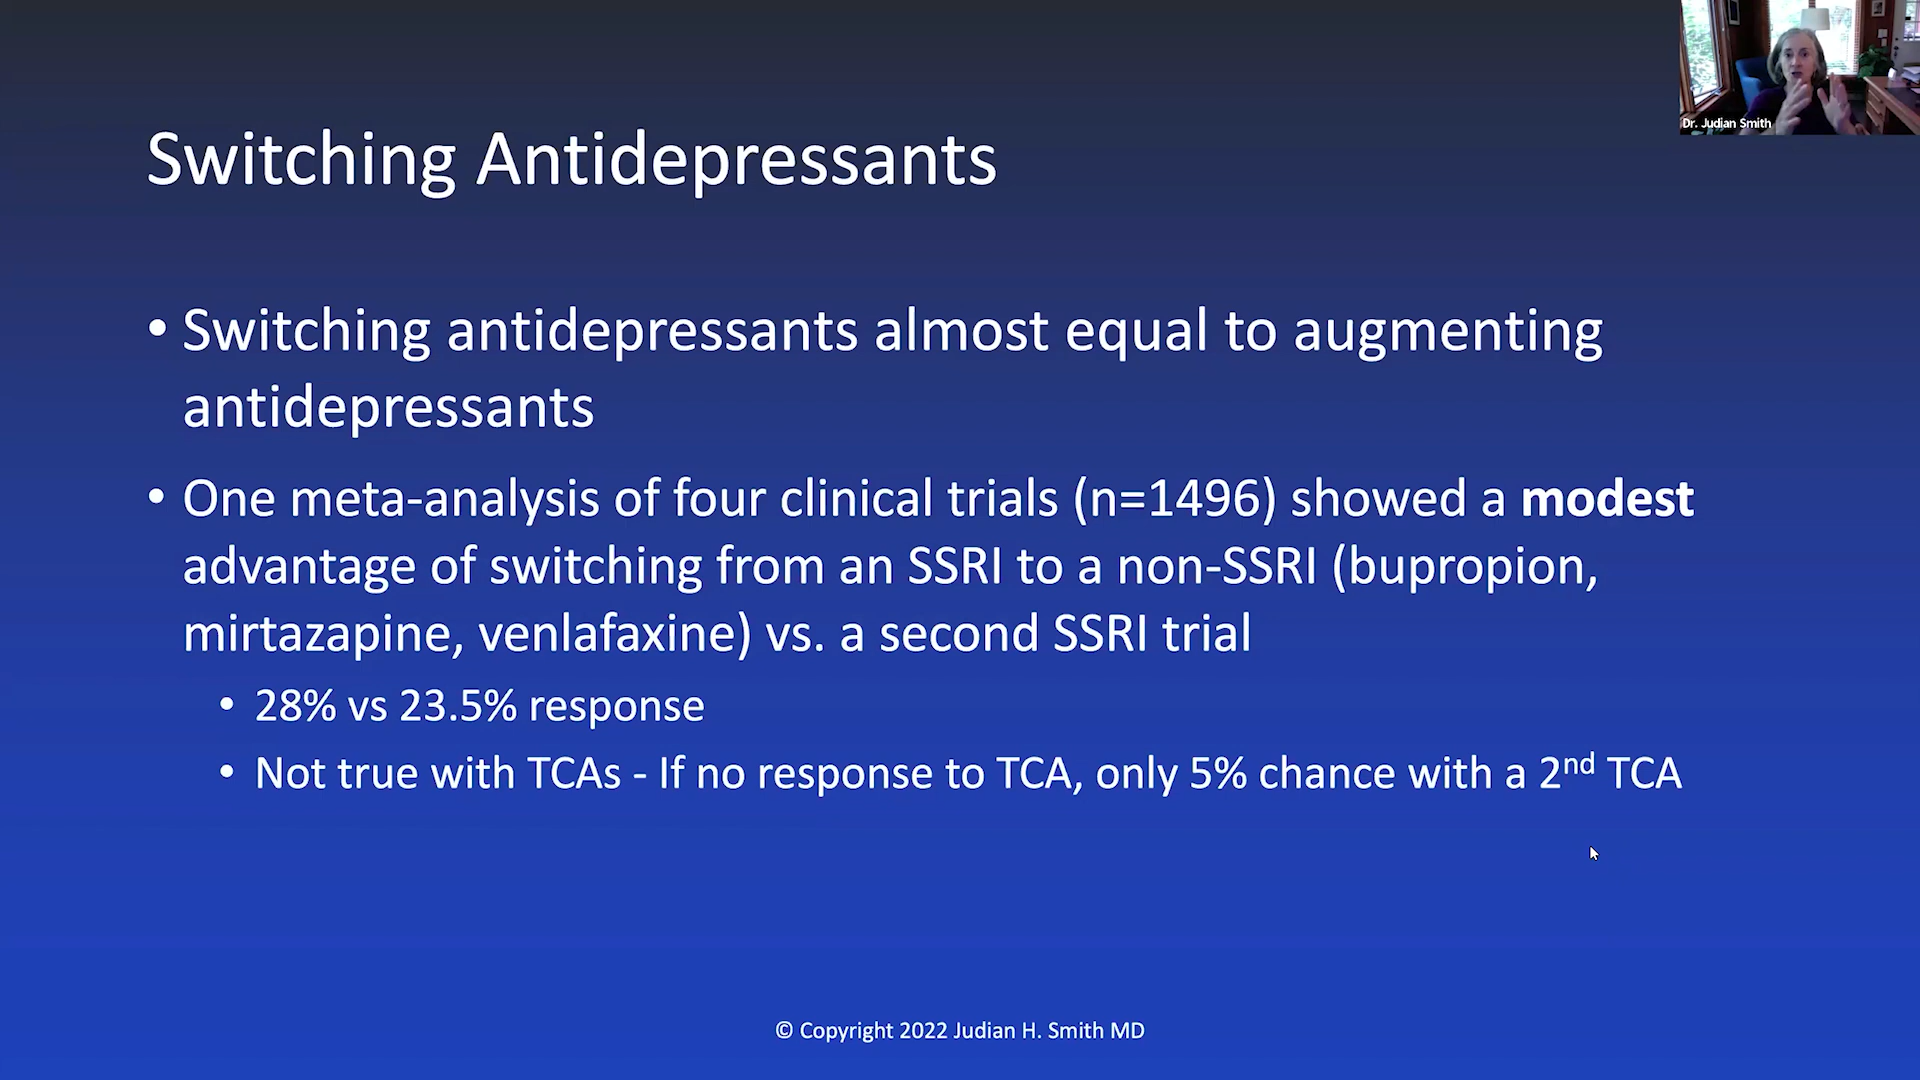 Dr. Judian Smith
Switching Antidepressants
• Switching antidepressants almost equal to augmenting
antidepressants
• One meta-analysis of four clinical trials (n=1496) showed a modest
advantage of switching from an SSRI to a non-SSRI (bupropion,
mirtazapine, venlafaxine) vs. a second SSRI trial
• 28% vs 23.5% response
• Not true with TCAs - If no response to TCA, only 5% chance with a 2nd TCA
© Copyright 2022 Judian H. Smith MD